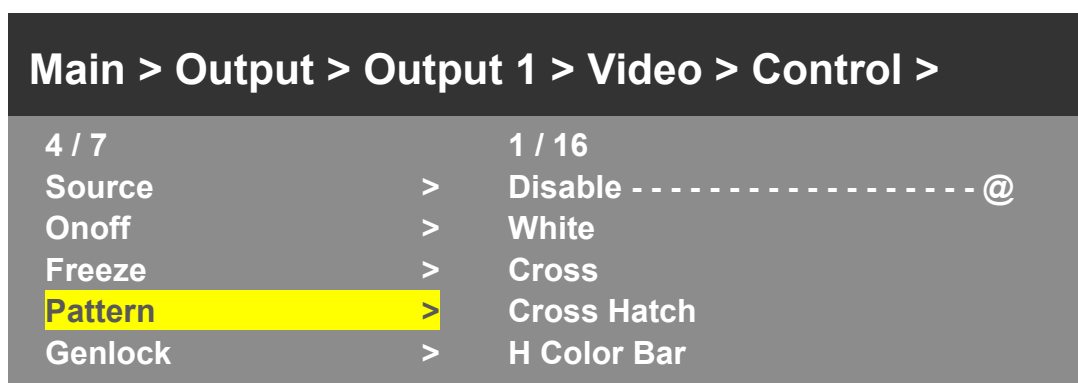 Main > Output > Output 1 > Video > Control >
4 / 7 1 / 16
Source > Disable - - - - - - - - - - - - - - - - - - @
Onoff > White
Freeze > Cross
Pattern > Cross Hatch
Genlock > H Color Bar